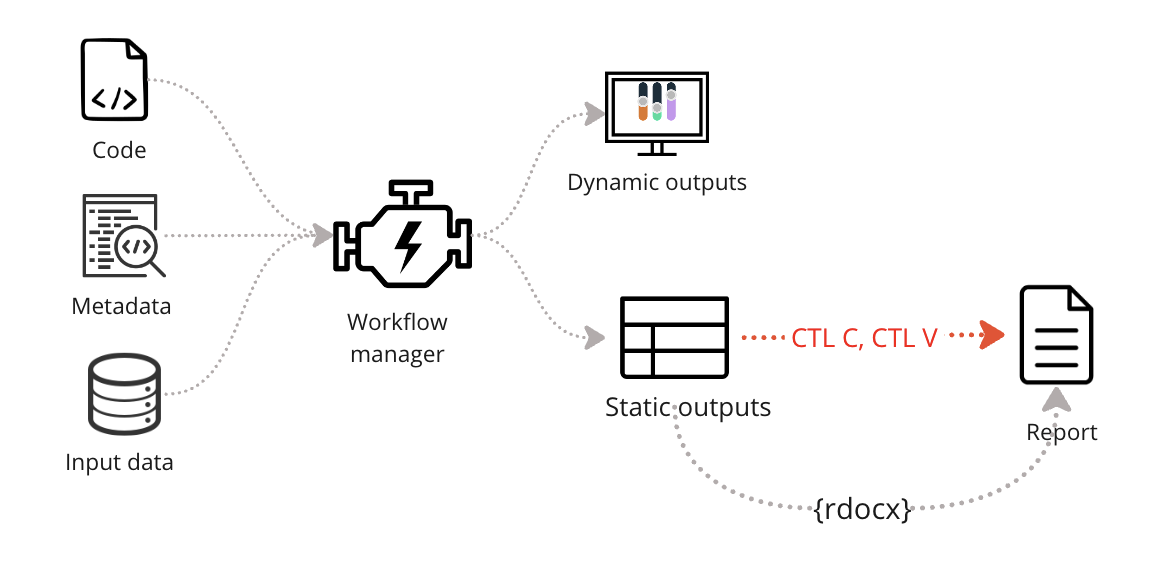 Code
Metadata
Input data
Workflow
manager
Dynamic outputs
Static outputs
CTL C, CTL V
Report
{rdocx}